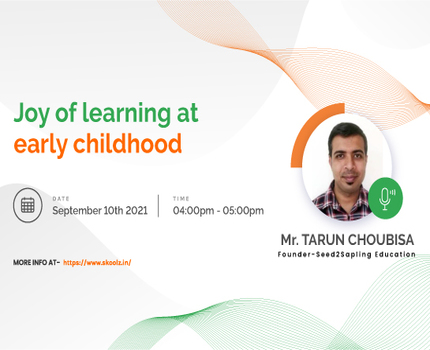 Joy of learning at
early childhood
DATE
September 10th 2021
TIME
04:00pm - 05:00pm
MORE INFO AT- https://www.skoolz.in/
Mr. TARUN CHOUBISA
Founder-Seed2Sapling Education